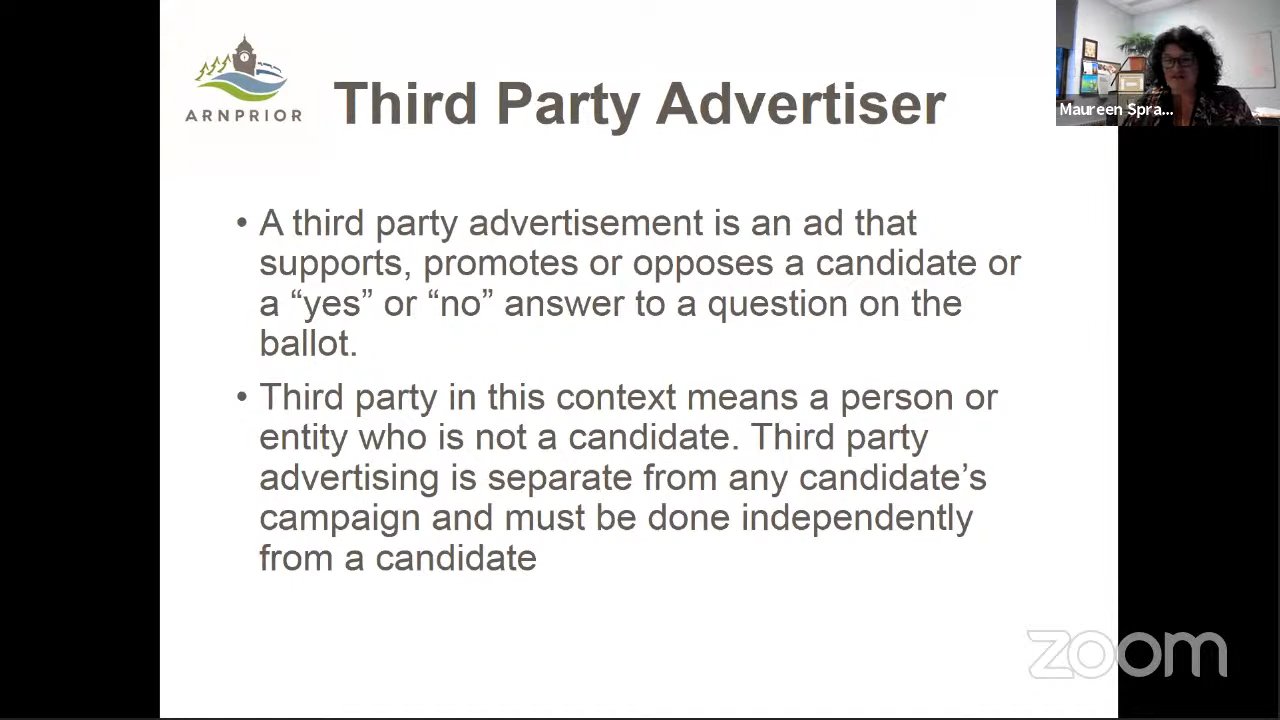 ARNPRIOR
Third Party Advertiser
Maureen Spra...
• A third party advertisement is an ad that
supports, promotes or opposes a candidate or
a “yes” or “no” answer to a question on the
ballot.
• Third party in this context means a person or
entity who is not a candidate. Third party
advertising is separate from any candidate’s
campaign and must be done independently
from a candidate
zoom